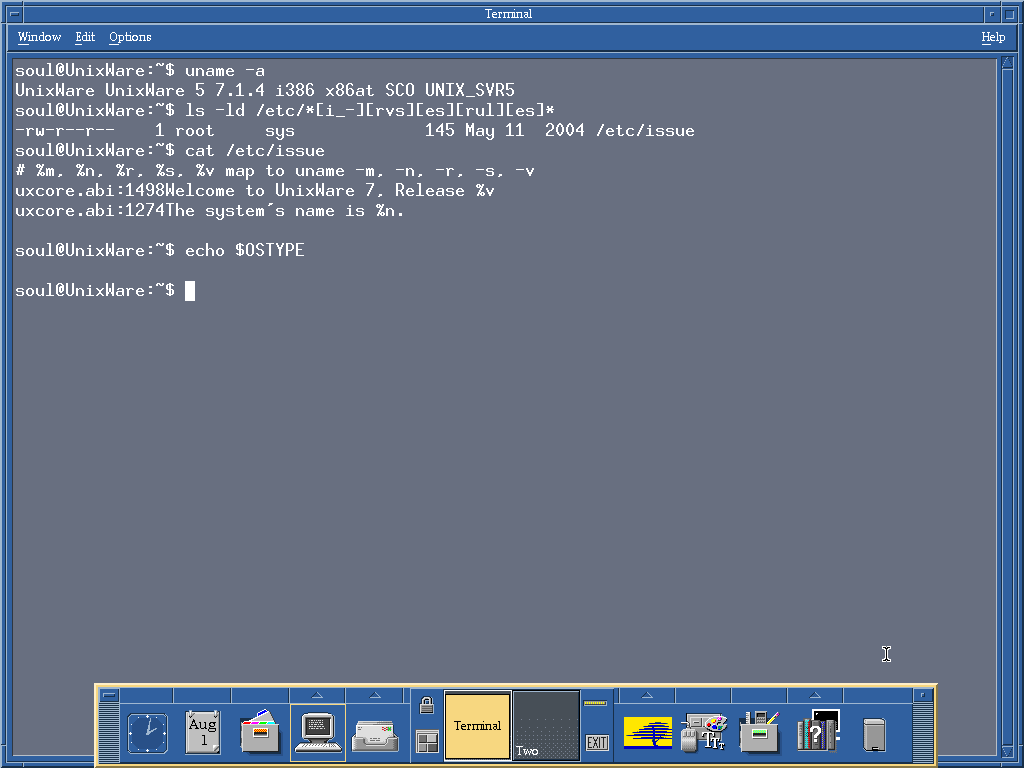 Terminal
Window Edit Options Help
soul@UnixWare:~$ uname -a
UnixWare UnixWare 5 7.1.4 i386 x86at SCO UNIX_SVR5
soul@UnixWare:~$ ls -ld /etc/*[i_-][rvs][es][rul][es]*
-rw-r--r--    1 root     sys             145 May 11  2004 /etc/issue
soul@UnixWare:~$ cat /etc/issue
# %m, %n, %r, %s, %v map to uname -m, -n, -r, -s, -v
uxcore.abi:1498Welcome to UnixWare 7, Release %v
uxcore.abi:1274The system´s name is %n.
soul@UnixWare:~$ echo $OSTYPE
soul@UnixWare:~$
Aug
1
Terminal
Two
EXIT